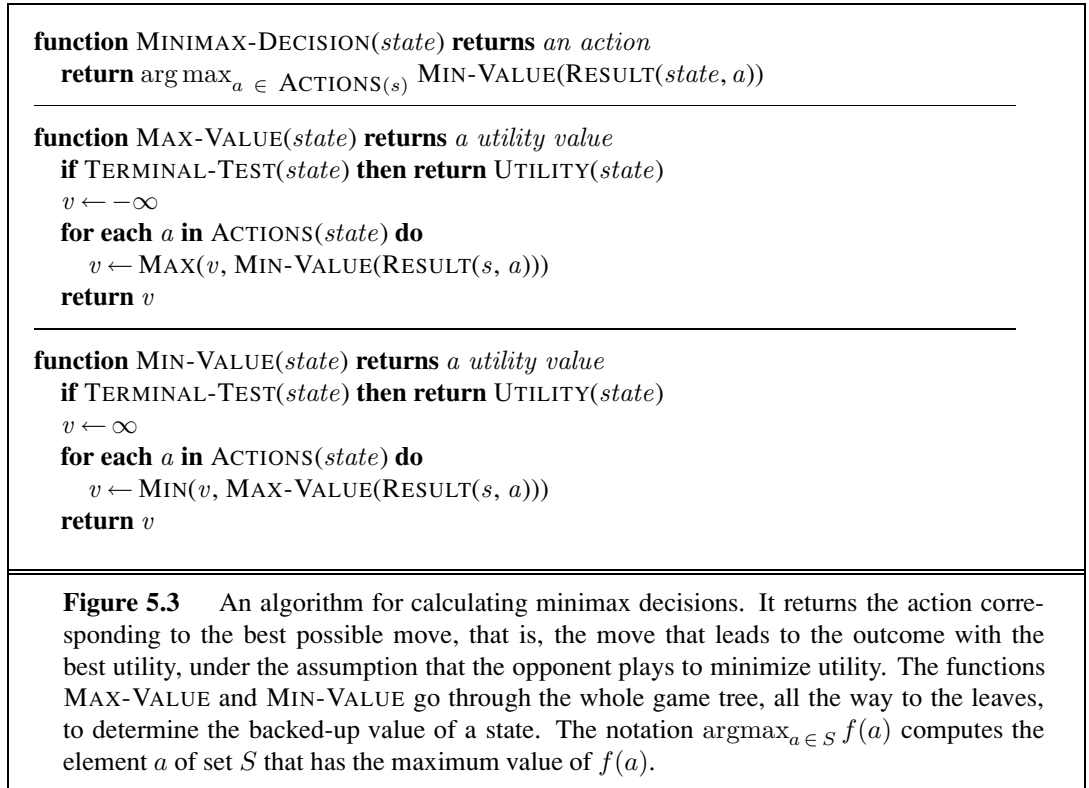 function MINIMAX-DECISION(state) returns an action
return arg max a ∈ ACTIONS(s) MIN-VALUE(RESULT(state, a))
function MAX-VALUE(state) returns a utility value
if TERMINAL-TEST(state) then return UTILITY(state)
v ← −∞
for each a in ACTIONS(state) do
v ← MAX(v, MIN-VALUE(RESULT(s, a)))
return v
function MIN-VALUE(state) returns a utility value
if TERMINAL-TEST(state) then return UTILITY(state)
v ← ∞
for each a in ACTIONS(state) do
v ← MIN(v, MAX-VALUE(RESULT(s, a)))
return v
Figure 5.3 An algorithm for calculating minimax decisions. It returns the action corre-
sponding to the best possible move, that is, the move that leads to the outcome with the
best utility, under the assumption that the opponent plays to minimize utility. The functions
MAX-VALUE and MIN-VALUE go through the whole game tree, all the way to the leaves,
to determine the backed-up value of a state. The notation argmax a ∈ S f(a) computes the
element a of set S that has the maximum value of f(a).